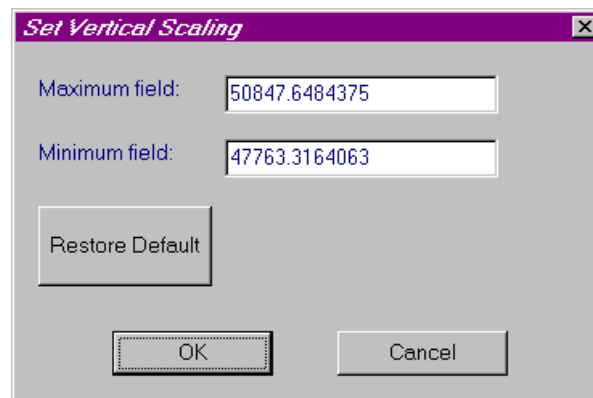 Set Vertical Scaling
Maximum field: 50847.6484375
Minimum field: 47763.3164063
Restore Default
OK Cancel